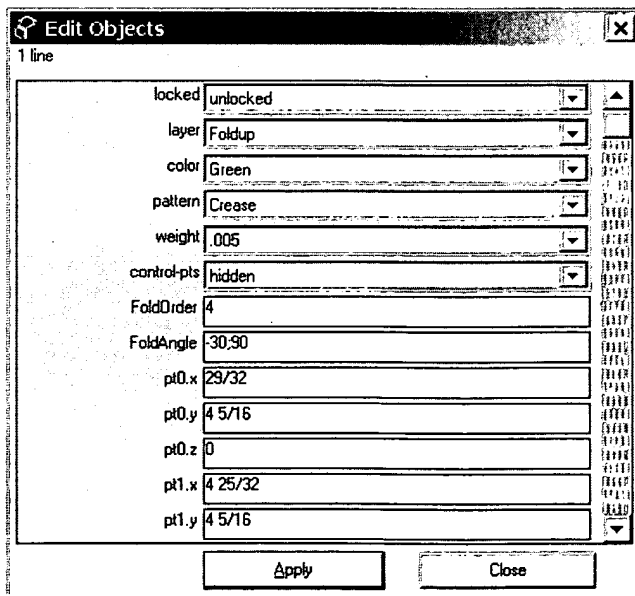 Edit Objects
1 line
locked unlocked
layer Foldup
color Green
pattern Crease
weight .005
control-pts hidden
FoldOrder 4
FoldAngle -30;90
pt0.x 29/32
pt0.y 4 5/16
pt0.z 0
pt1.x 4 25/32
pt1.y 4 5/16
Apply Close